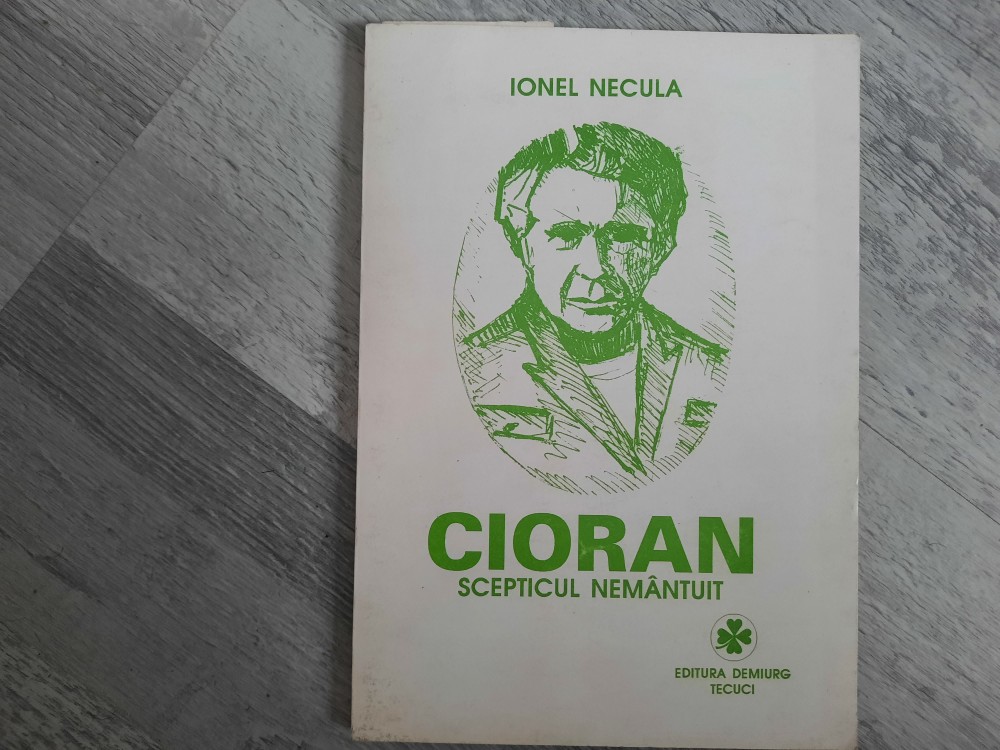 IONEL NECULA
CIORAN
SCEPTICUL NEMÂNTUIT
EDITURA DEMIURG
TECUCI